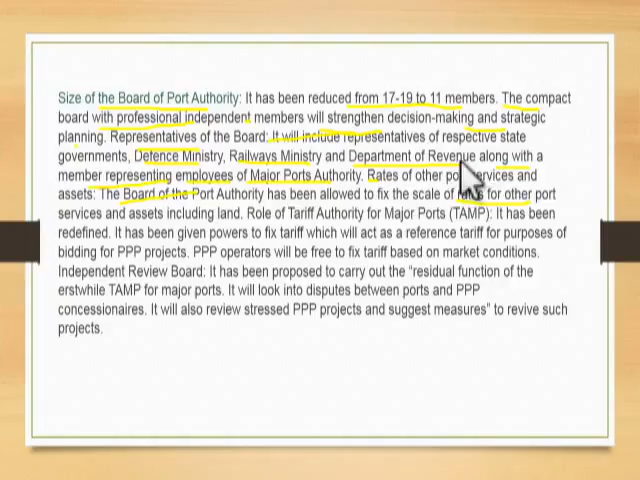 Size of the Board of Port Authority: It has been reduced from 17-19 to 11 members. The compact
board with professional independent members will strengthen decision-making and strategic
planning. Representatives of the Board: It will include representatives of respective state
governments, Defence Ministry, Railways Ministry and Department of Revenue along with a
member representing employees of Major Ports Authority. Rates of other port services and
assets: The Board of the Port Authority has been allowed to fix the scale of rates for other port
services and assets including land. Role of Tariff Authority for Major Ports (TAMP): It has been
redefined. It has been given powers to fix tariff which will act as a reference tariff for purposes of
bidding for PPP projects. PPP operators will be free to fix tariff based on market conditions.
Independent Review Board: It has been proposed to carry out the “residual function of the
erstwhile TAMP for major ports. It will look into disputes between ports and PPP
concessionaires. It will also review stressed PPP projects and suggest measures” to revive such
projects.